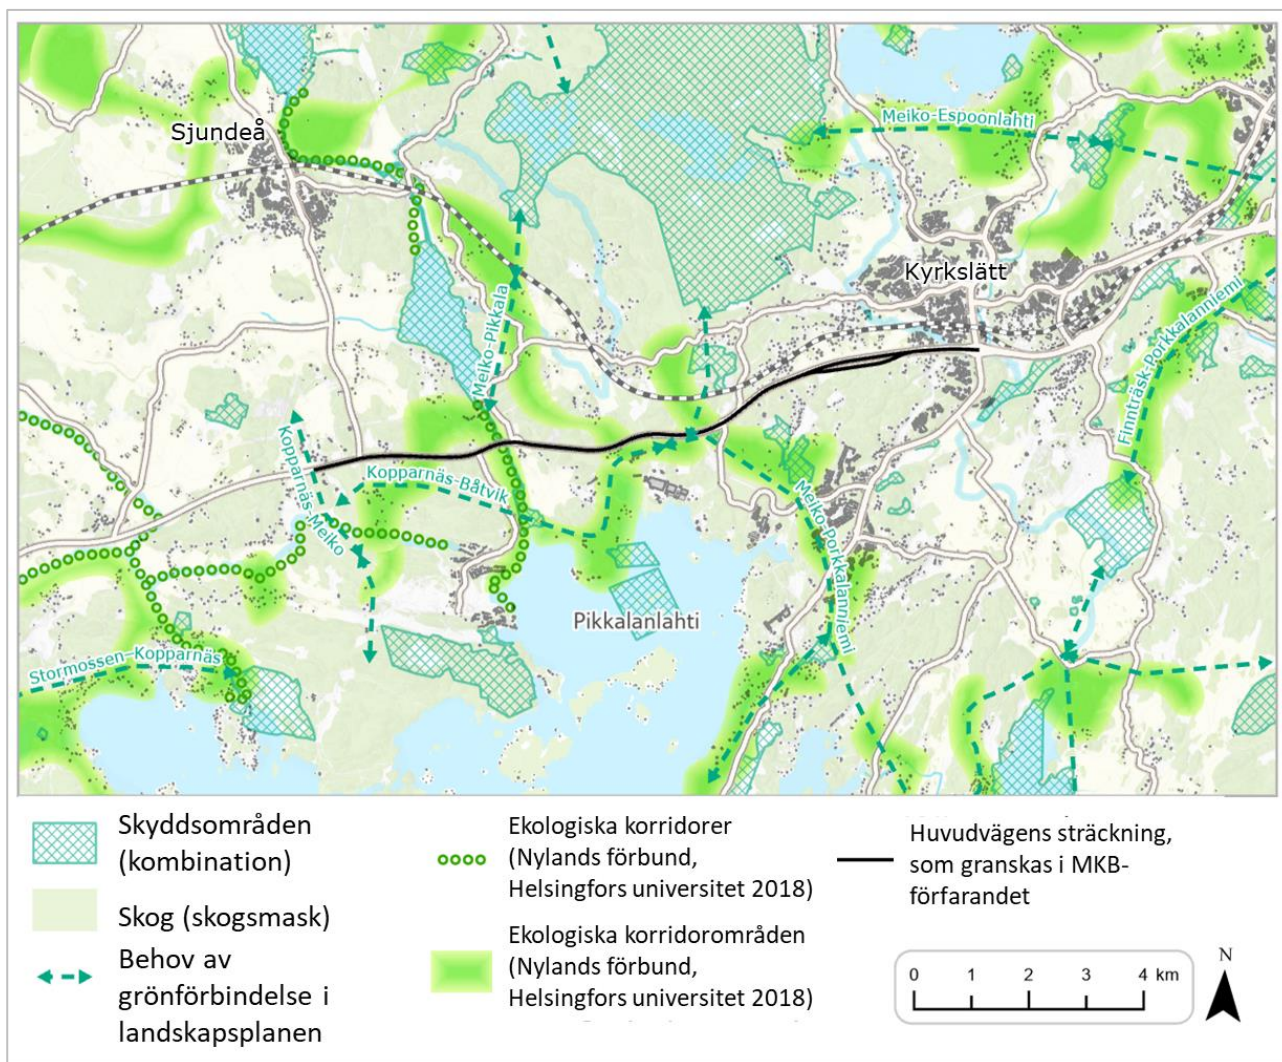 Sjundeå
Meiko-Espoonlahti
Kyrkslätt
Meiko-Pikkala
Finnträsk-Porkkalanniemi
Kopparnäs-Meiko
Kopparnäs-Båtvik
Meiko-Porkkalanniemi
Pikkalanlahti
Stormossen-Kopparnäs
Skyddsområden
(kombination)
Skog (skogsmask)
Behov av
grönförbindelse i
landskapsplanen
Ekologiska korridorer
(Nylands förbund,
Helsingfors universitet 2018)
Ekologiska korridorområden
(Nylands förbund,
Helsingfors universitet 2018)
Huvudvägens sträckning,
som granskas i MKB-
förfarandet
0 1 2 3 4 km
N